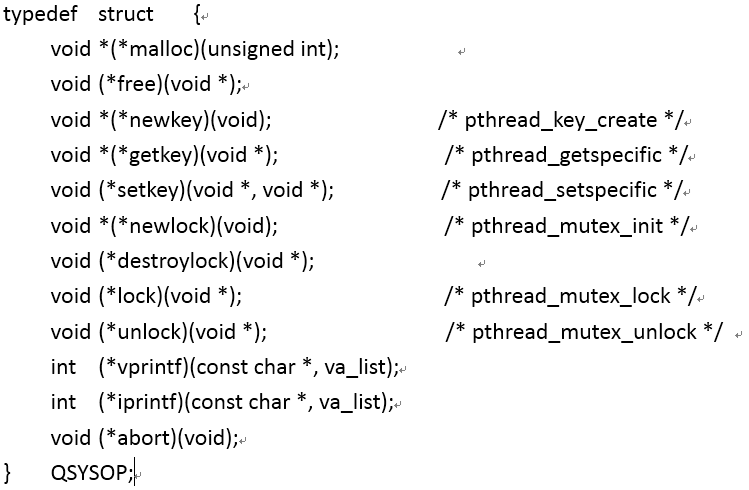 typedef struct {
void *(*malloc)(unsigned int);
void (*free)(void *);
void *(*newkey)(void); /* pthread_key_create */
void *(*getkey)(void *); /* pthread_getspecific */
void (*setkey)(void *, void *); /* pthread_setspecific */
void *(*newlock)(void); /* pthread_mutex_init */
void (*destroylock)(void *);
void (*lock)(void *); /* pthread_mutex_lock */
void (*unlock)(void *); /* pthread_mutex_unlock */
int (*vprintf)(const char *, va_list);
int (*iprintf)(const char *, va_list);
void (*abort)(void);
} QSYSOP;